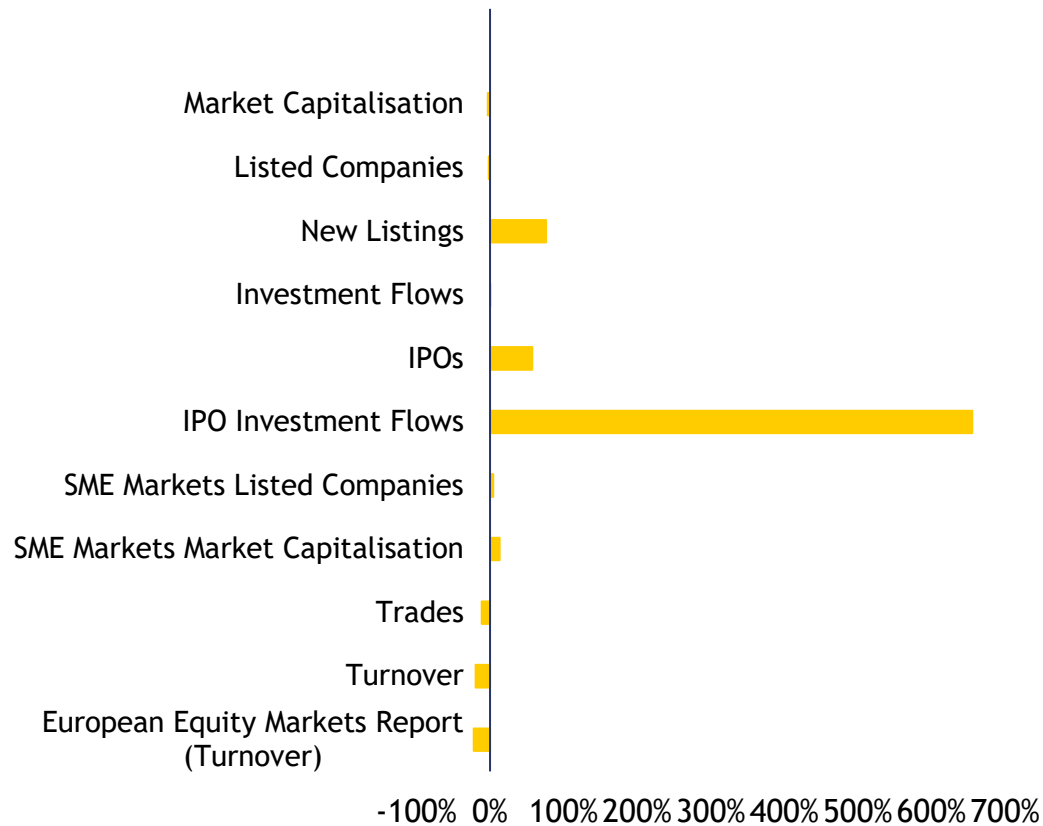 Market Capitalisation
Listed Companies
New Listings
Investment Flows
IPOs
IPO Investment Flows
SME Markets Listed Companies
SME Markets Market Capitalisation
Trades
Turnover
European Equity Markets Report
(Turnover)
-100% 0% 100% 200% 300% 400% 500% 600% 700%